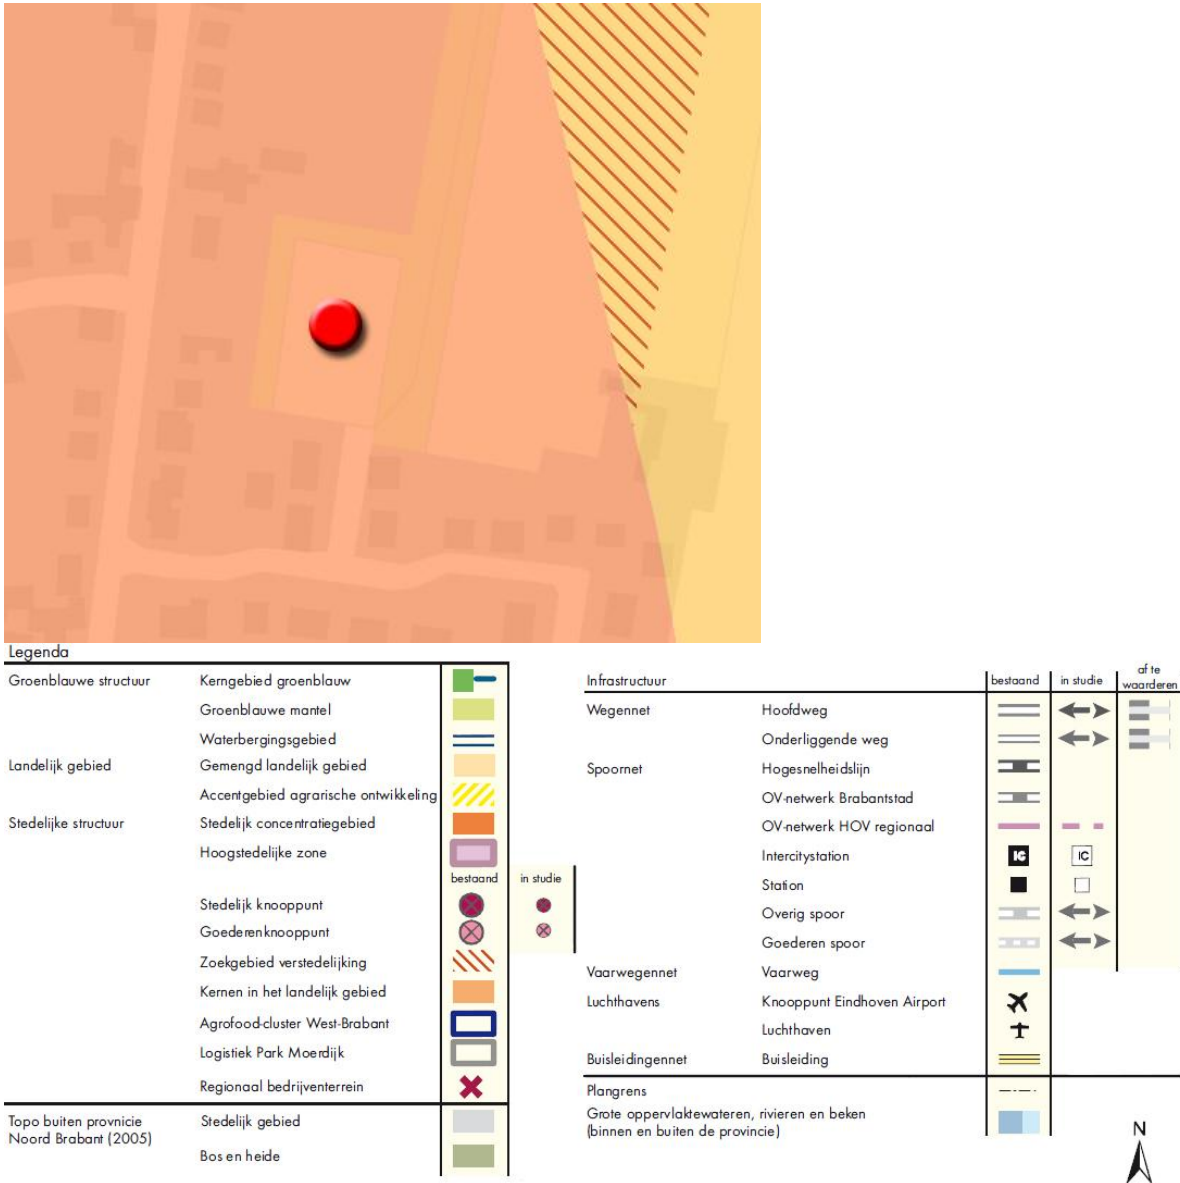 Legenda
Groenblauwe structuur Kerngebied groenblauw
Groenblauwe mantel
Waterbergingsgebied
Landelijk gebied Gemengd landelijk gebied
Accentgebied agrarische ontwikkeling
Stedelijke structuur Stedelijk concentratiegebied
Hoogstedelijke zone
bestaand in studie
Stedelijk knooppunt
Goederenknooppunt
Zoekgebied verstedelijking
Kernen in het landelijk gebied
Agrofood-cluster West-Brabant
Logistiek Park Moerdijk
Regionaal bedrijventerrein
Topo buiten provnicie Stedelijk gebied
Noord Brabant (2005)
Bos en heide
Infrastructuur bestaand in studie af te
waarderen
Wegennet Hoofdweg
Onderliggende weg
Spoornet Hogesnelheidslijn
OV-netwerk Brabantstad
OV-netwerk HOV regionaal
Intercitystation IC IC
Station
Overig spoor
Goederen spoor
Vaarwegennet Vaarweg
Luchthavens Knooppunt Eindhoven Airport
Luchthaven
Buisleidingennet Buisleiding
Plangrens
Grote oppervlaktewateren, rivieren en beken
(binnen en buiten de provincie)
N